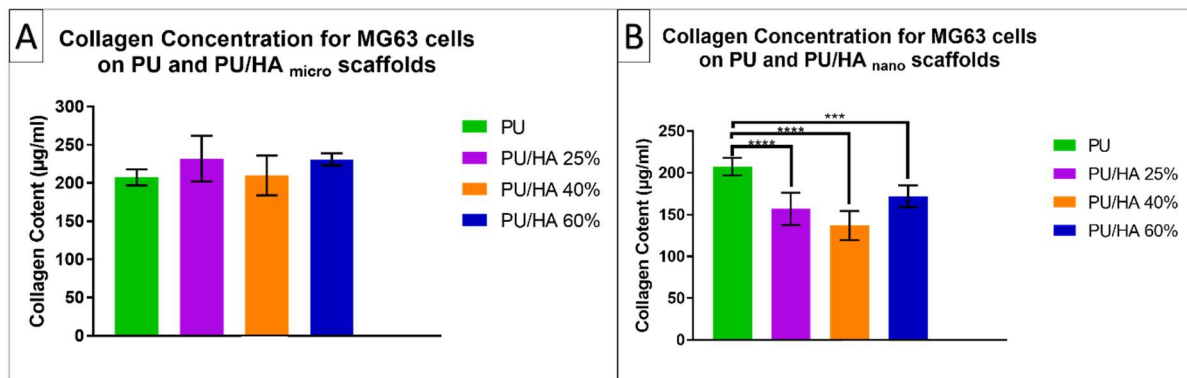 A
Collagen Concentration for MG63 cells
on PU and PU/HA micro scaffolds
Collagen Cotent (µg/ml)
300
250
200
150
100
50
0
PU
PU/HA 25%
PU/HA 40%
PU/HA 60%
B
Collagen Concentration for MG63 cells
on PU and PU/HA nano scaffolds
Collagen Cotent (µg/ml)
250
200
150
100
50
0
***
****
****
PU
PU/HA 25%
PU/HA 40%
PU/HA 60%